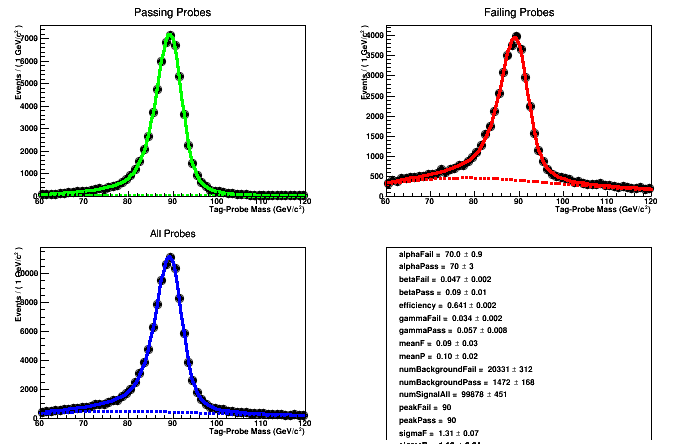 Passing Probes
Events / ( 1 GeV/c² )
7000
6000
5000
4000
3000
2000
1000
0
60 70 80 90 100 110 120
Tag-Probe Mass (GeV/c²)
Failing Probes
Events / ( 1 GeV/c² )
4000
3500
3000
2500
2000
1500
1000
500
60 70 80 90 100 110 120
Tag-Probe Mass (GeV/c²)
All Probes
Events / ( 1 GeV/c² )
10000
8000
6000
4000
2000
0
60 70 80 90 100 110 120
Tag-Probe Mass (GeV/c²)
alphaFail = 70.0 ± 0.9
alphaPass = 70 ± 3
betaFail = 0.047 ± 0.002
betaPass = 0.09 ± 0.01
efficiency = 0.641 ± 0.002
gammaFail = 0.034 ± 0.002
gammaPass = 0.057 ± 0.008
meanF = 0.09 ± 0.03
meanP = 0.10 ± 0.02
numBackgroundFail = 20331 ± 312
numBackgroundPass = 1472 ± 168
numSignalAll = 99878 ± 451
peakFail = 90
peakPass = 90
sigmaF = 1.31 ± 0.07